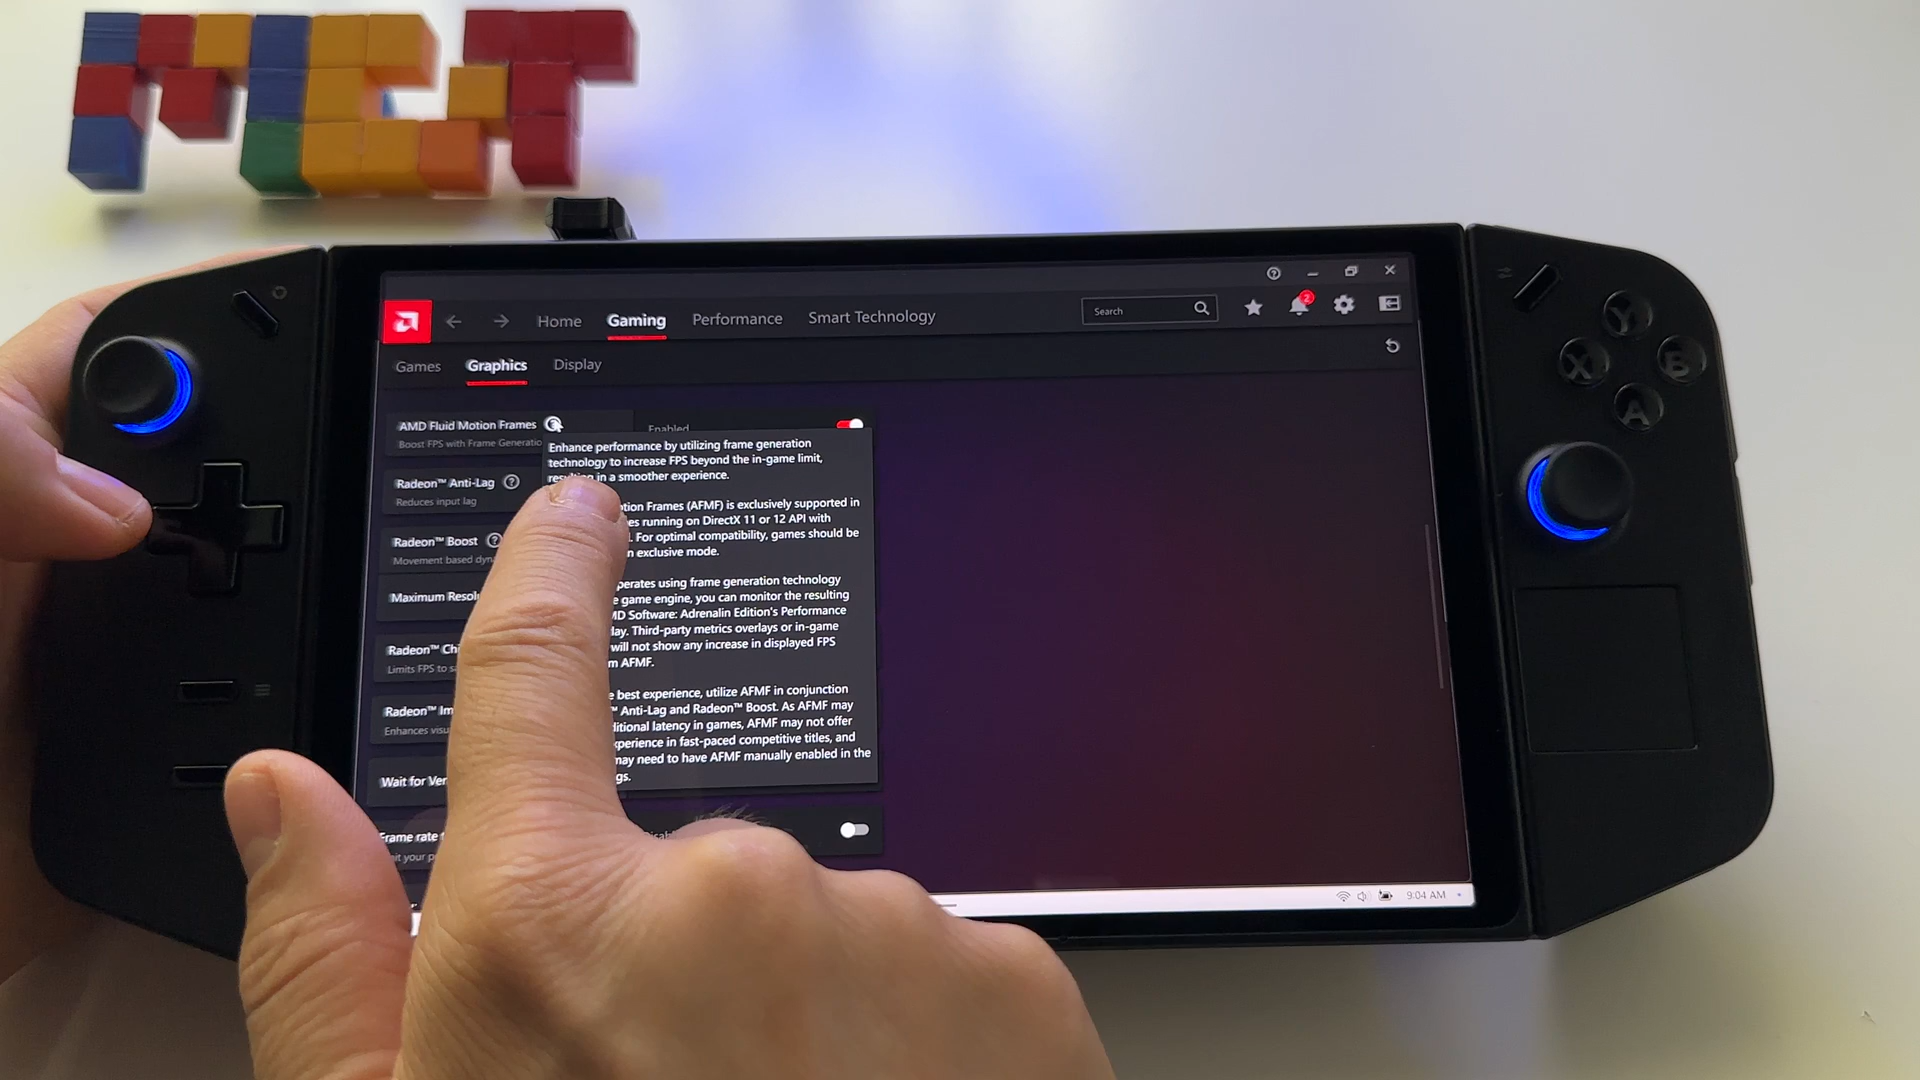 Home
Gaming
Performance
Smart Technology
Search
2
Games
Graphics
Display
AMD Fluid Motion Frames
Boost FPS with Frame Generatio
Enabled
Enhance performance by utilizing frame generation
technology to increase FPS beyond the in-game limit,
resulting in a smoother experience.
Radeon™ Anti-Lag
Reduces input lag
tion Frames (AFMF) is exclusively supported in
es running on DirectX 11 or 12 API with
. For optimal compatibility, games should be
n exclusive mode.
Radeon™ Boost
Movement based dyn
perates using frame generation technology
e game engine, you can monitor the resulting
MD Software: Adrenalin Edition's Performance
lay. Third-party metrics overlays or in-game
will not show any increase in displayed FPS
m AFMF.
Maximum Resol
Radeon™ Chi
Limits FPS to s
e best experience, utilize AFMF in conjunction
™ Anti-Lag and Radeon™ Boost. As AFMF may
ditional latency in games, AFMF may not offer
xperience in fast-paced competitive titles, and
may need to have AFMF manually enabled in the
gs.
Radeon™ Im
Enhances visu
Wait for Ver
Frame rate
it your p
9:04 AM
Y
X
B
A